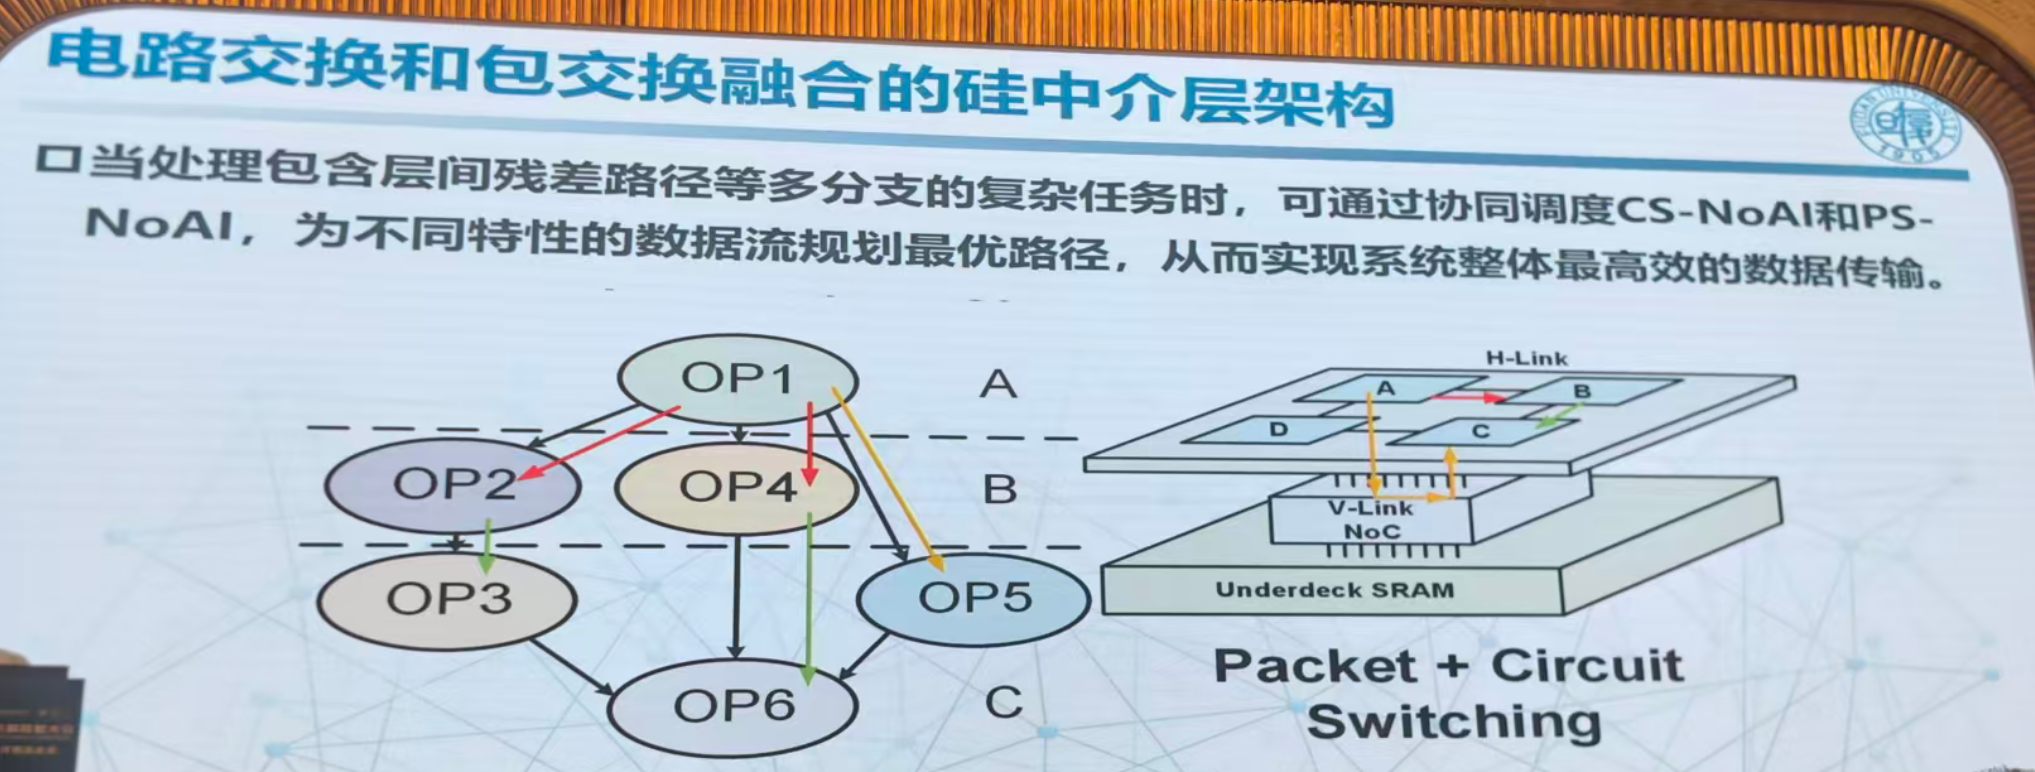 电路交换和包交换融合的硅中介层架构
口当处理包含层间残差路径等多分支的复杂任务时，可通过协同调度CS-NoAI和PS-
NoAI，为不同特性的数据流规划最优路径，从而实现系统整体最高效的数据传输。
OP1
A
OP2
OP4
B
OP3
OP5
OP6
C
H-Link
A
B
D
C
V-Link
NoC
Underdeck SRAM
Packet + Circuit
Switching
1905